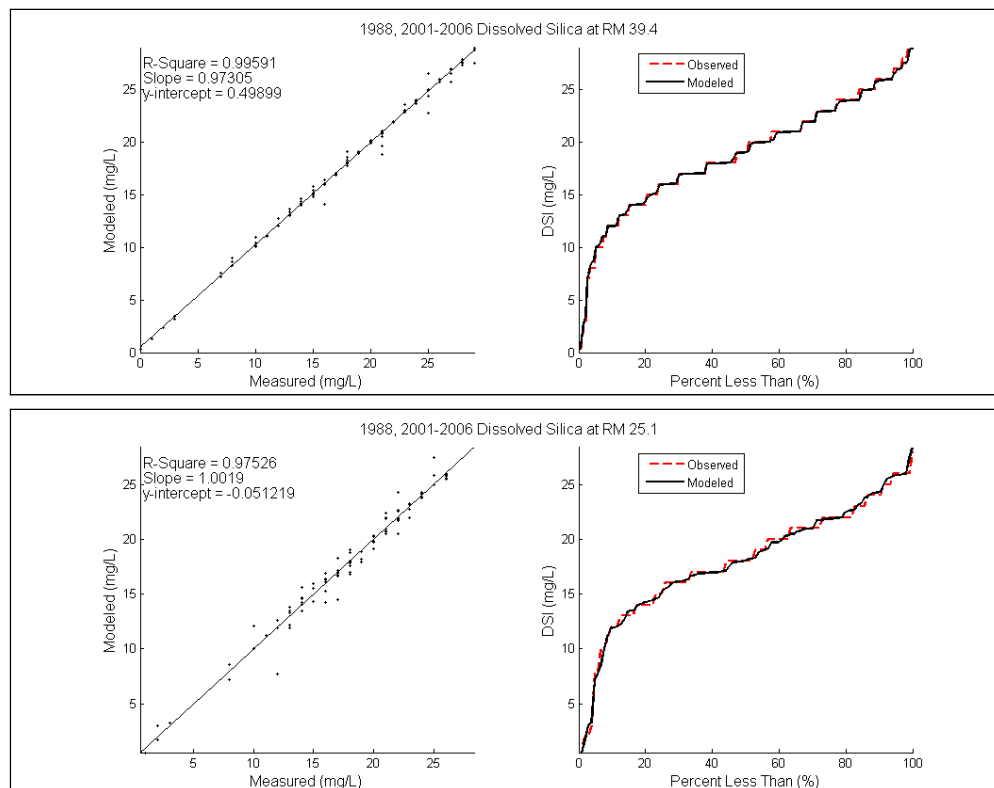 1988, 2001-2006 Dissolved Silica at RM 39.4
R-Square = 0.99591
Slope = 0.97305
y-intercept = 0.49899
Modeled (mg/L)
25
20
15
10
5
0
0 5 10 15 20 25
Measured (mg/L)
Observed
Modeled
DSI (mg/L)
25
20
15
10
5
0
0 20 40 60 80 100
Percent Less Than (%)
1988, 2001-2006 Dissolved Silica at RM 25.1
R-Square = 0.97526
Slope = 1.0019
y-intercept = -0.051219
Modeled (mg/L)
25
20
15
10
5
5 10 15 20 25
Measured (mg/L)
Observed
Modeled
DSI (mg/L)
25
20
15
10
5
0 20 40 60 80 100
Percent Less Than (%)